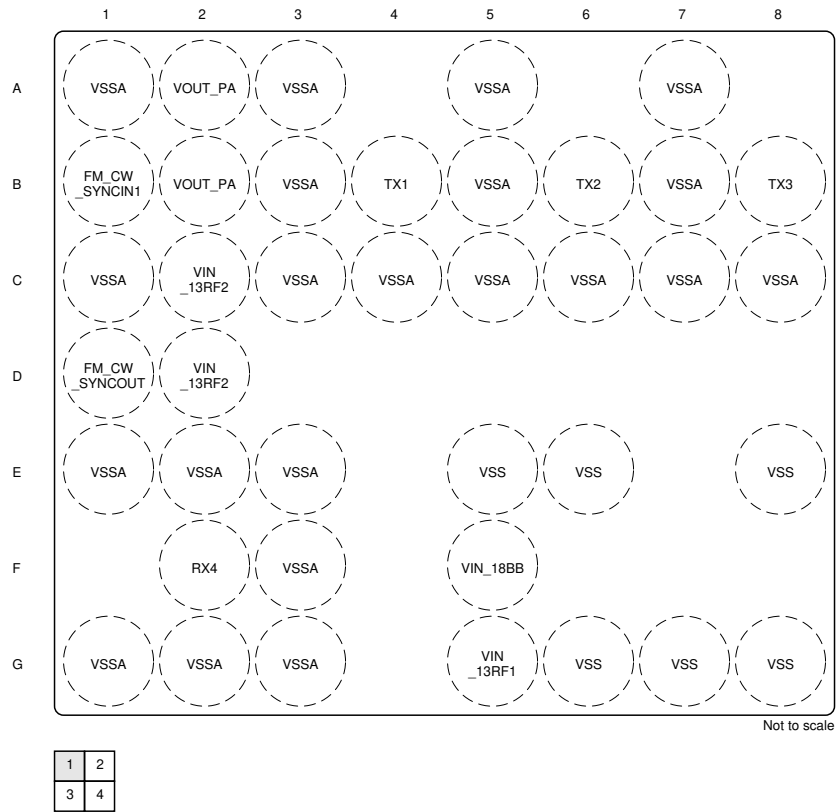 1 2 3 4 5 6 7 8
A VSSA VOUT_PA VSSA VSSA VSSA
B FM_CW
_SYNCIN1 VOUT_PA VSSA TX1 VSSA TX2 VSSA TX3
C VSSA VIN
_13RF2 VSSA VSSA VSSA VSSA VSSA VSSA
D FM_CW
_SYNCOUT VIN
_13RF2
E VSSA VSSA VSSA VSS VSS VSS
F RX4 VSSA VIN_18BB
G VSSA VSSA VSSA VIN
_13RF1 VSS VSS VSS
Not to scale
1 2
3 4